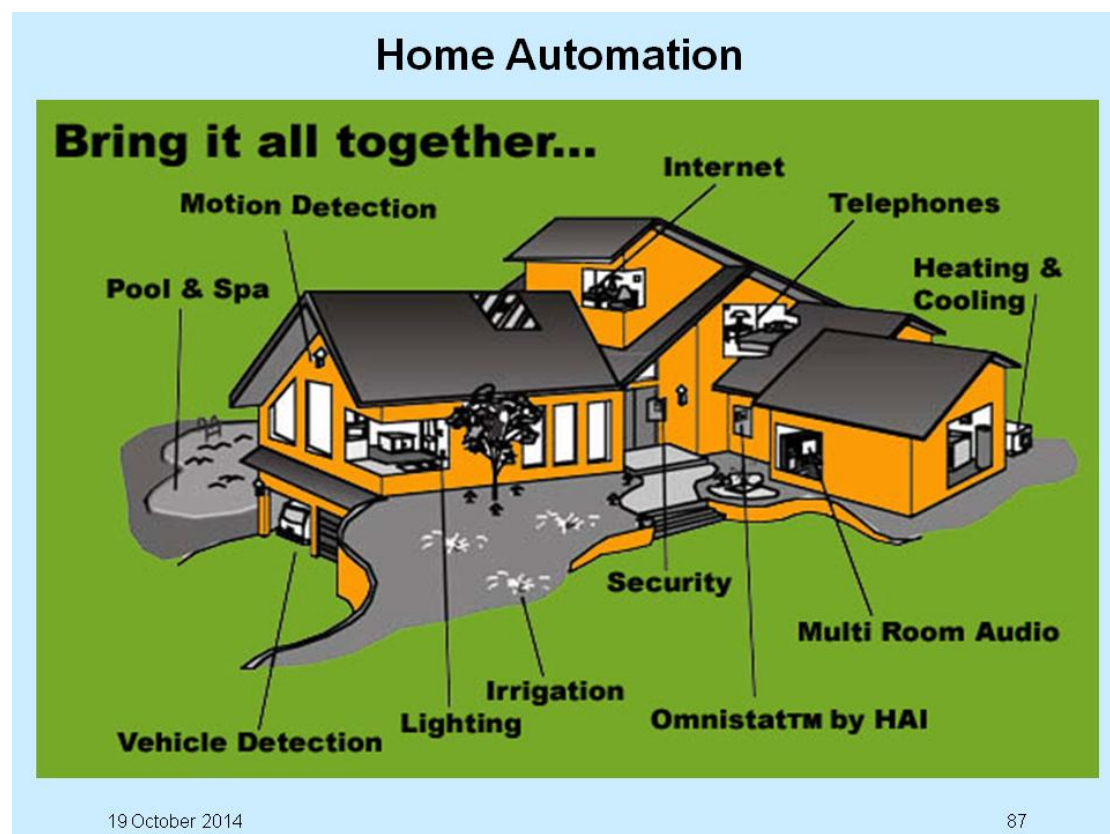 Home Automation
Bring it all together...
Internet
Motion Detection
Telephones
Pool & Spa
Heating &
Cooling
Security
Multi Room Audio
Irrigation
Lighting
Omnistat™ by HAI
Vehicle Detection
19 October 2014
87